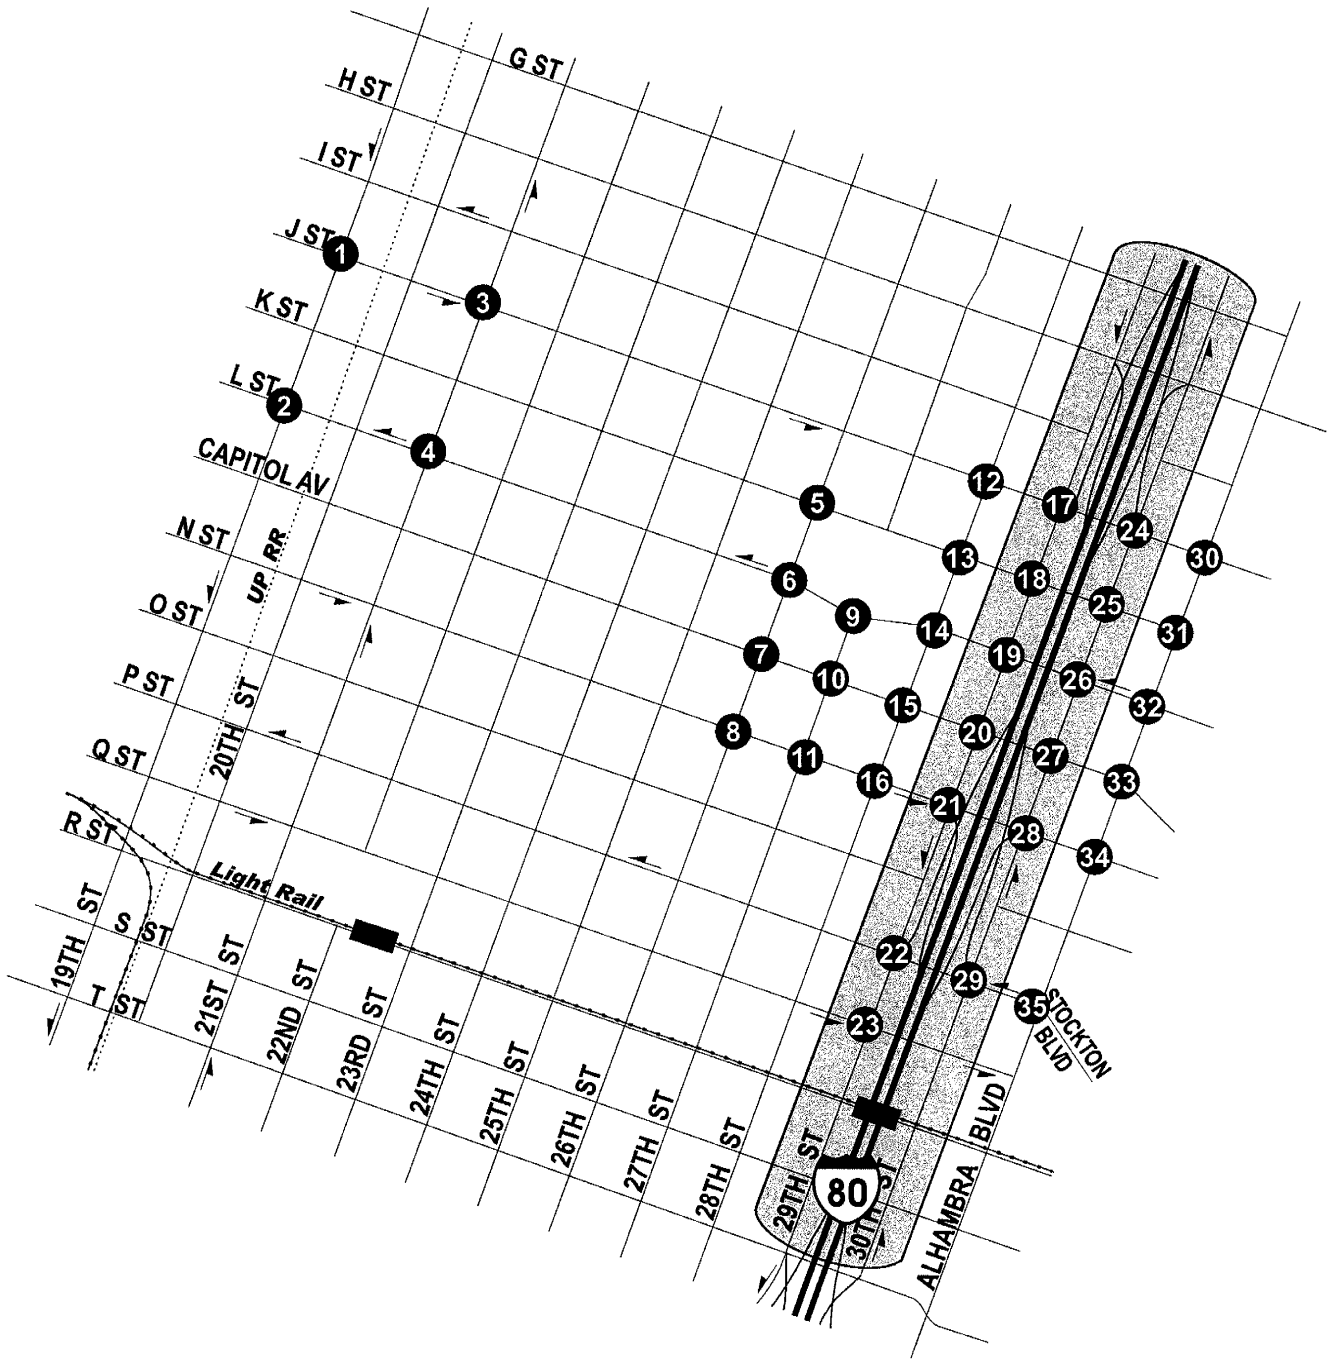 G ST
H ST
I ST
J ST
K ST
L ST
CAPITOL AV
N ST
O ST
P ST
Q ST
R ST
S ST
T ST
UP RR
Light Rail
19TH ST
20TH ST
21ST ST
22ND ST
23RD ST
24TH ST
25TH ST
26TH ST
27TH ST
28TH ST
29TH ST
30TH ST
ALHAMBRA BLVD
STOCKTON
BLVD
80
1
2
3
4
5
6
7
8
9
10
11
12
13
14
15
16
17
18
19
20
21
22
23
24
25
26
27
28
29
30
31
32
33
34
35